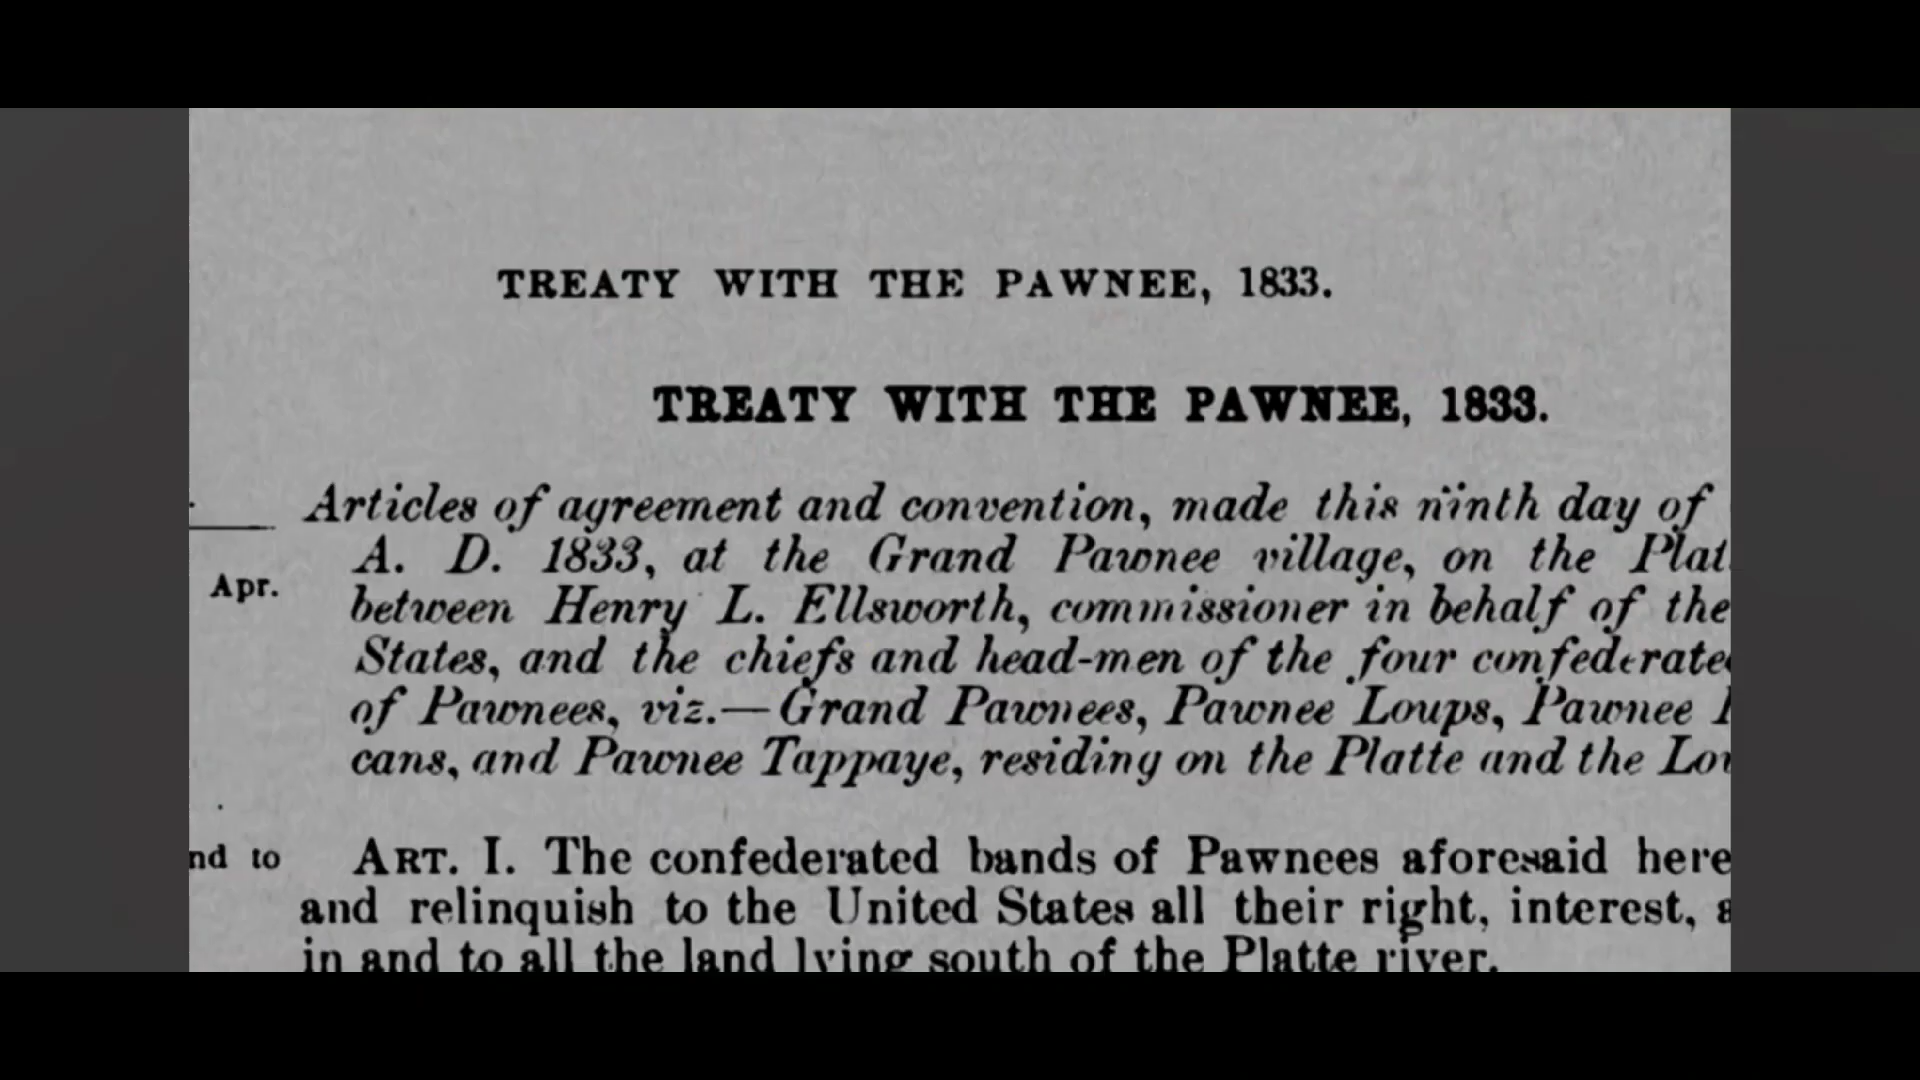 TREATY WITH THE PAWNEE, 1833.
TREATY WITH THE PAWNEE, 1833.
Articles of agreement and convention, made this ninth day of
A. D. 1833, at the Grand Pawnee village, on the Plat
Apr.
between Henry L. Ellsworth, commissioner in behalf of the
States, and the chiefs and head-men of the four confederate
of Pawnees, viz.—Grand Pawnees, Pawnee Loups, Pawnee
cans, and Pawnee Tappaye, residing on the Platte and the Lo
nd to
ART. I. The confederated bands of Pawnees aforesaid here
and relinquish to the United States all their right, interest,
in and to all the land lying south of the Platte river.